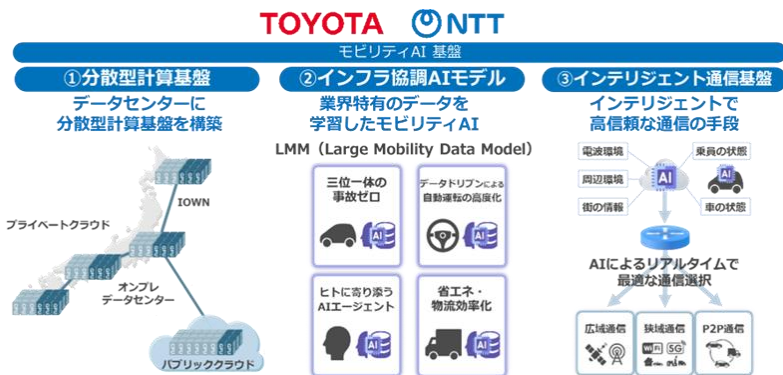 TOYOTA NTT
モビリティAI 基盤
①分散型計算基盤
データセンターに
分散型計算基盤を構築
IOWN
プライベートクラウド
オンプレ
データセンター
パブリッククラウド
②インフラ協調AIモデル
業界特有のデータを
学習したモビリティAI
LMM（Large Mobility Data Model）
三位一体の
事故ゼロ
AI
データドリブンによる
自動運転の高度化
AI
ヒトに寄り添う
AIエージェント
AI
省エネ・
物流効率化
AI
③インテリジェント通信基盤
インテリジェントで
高信頼な通信の手段
電波環境
周辺環境
街の情報
AI
乗員の状態
AI
車の状態
AIによるリアルタイムで
最適な通信選択
広域通信
狭域通信
WiFi 5G
P2P通信